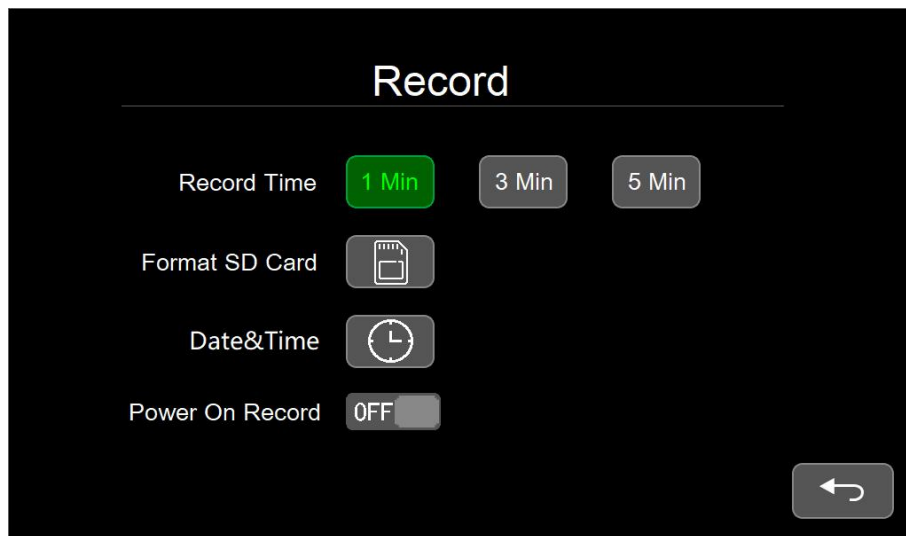 Record
Record Time 1 Min 3 Min 5 Min
Format SD Card
Date&Time
Power On Record OFF